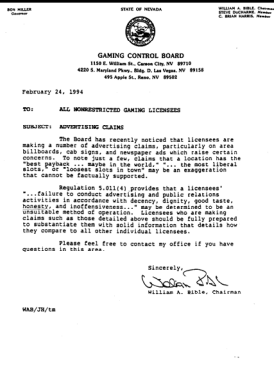 BOB MILLER
Governor
STATE OF NEVADA
WILLIAM A. BIBLE, Chairman
STEVE DUCHARME, Member
C. BRIAN HARRIS, Member
GAMING CONTROL BOARD
1150 E. William St., Carson City, NV 89710
4220 S. Maryland Pkwy., Bldg. D, Las Vegas, NV 89158
495 Apple St., Reno, NV 89502
February 24, 1994
TO: ALL NONRESTRICTED GAMING LICENSEES
SUBJECT: ADVERTISING CLAIMS
The Board has recently noticed that licensees are
making a number of advertising claims, particularly on area
billboards, cab signs, and newspaper ads which raise certain
concerns. To note just a few, claims that a location has the
"best payback ... maybe in the world." "... the most liberal
slots," or "loosest slots in town" may be an exaggeration
that cannot be factually supported.
Regulation 5.011(4) provides that a licensees'
"...failure to conduct advertising and public relations
activities in accordance with decency, dignity, good taste,
honesty, and inoffensiveness..." may be determined to be an
unsuitable method of operation. Licensees who are making
claims such as those detailed above should be fully prepared
to substantiate them with solid information that details how
they compare to all other individual licensees.
Please feel free to contact my office if you have
questions in this area.
Sincerely,
William A. Bible, Chairman
WAB/JH/tm